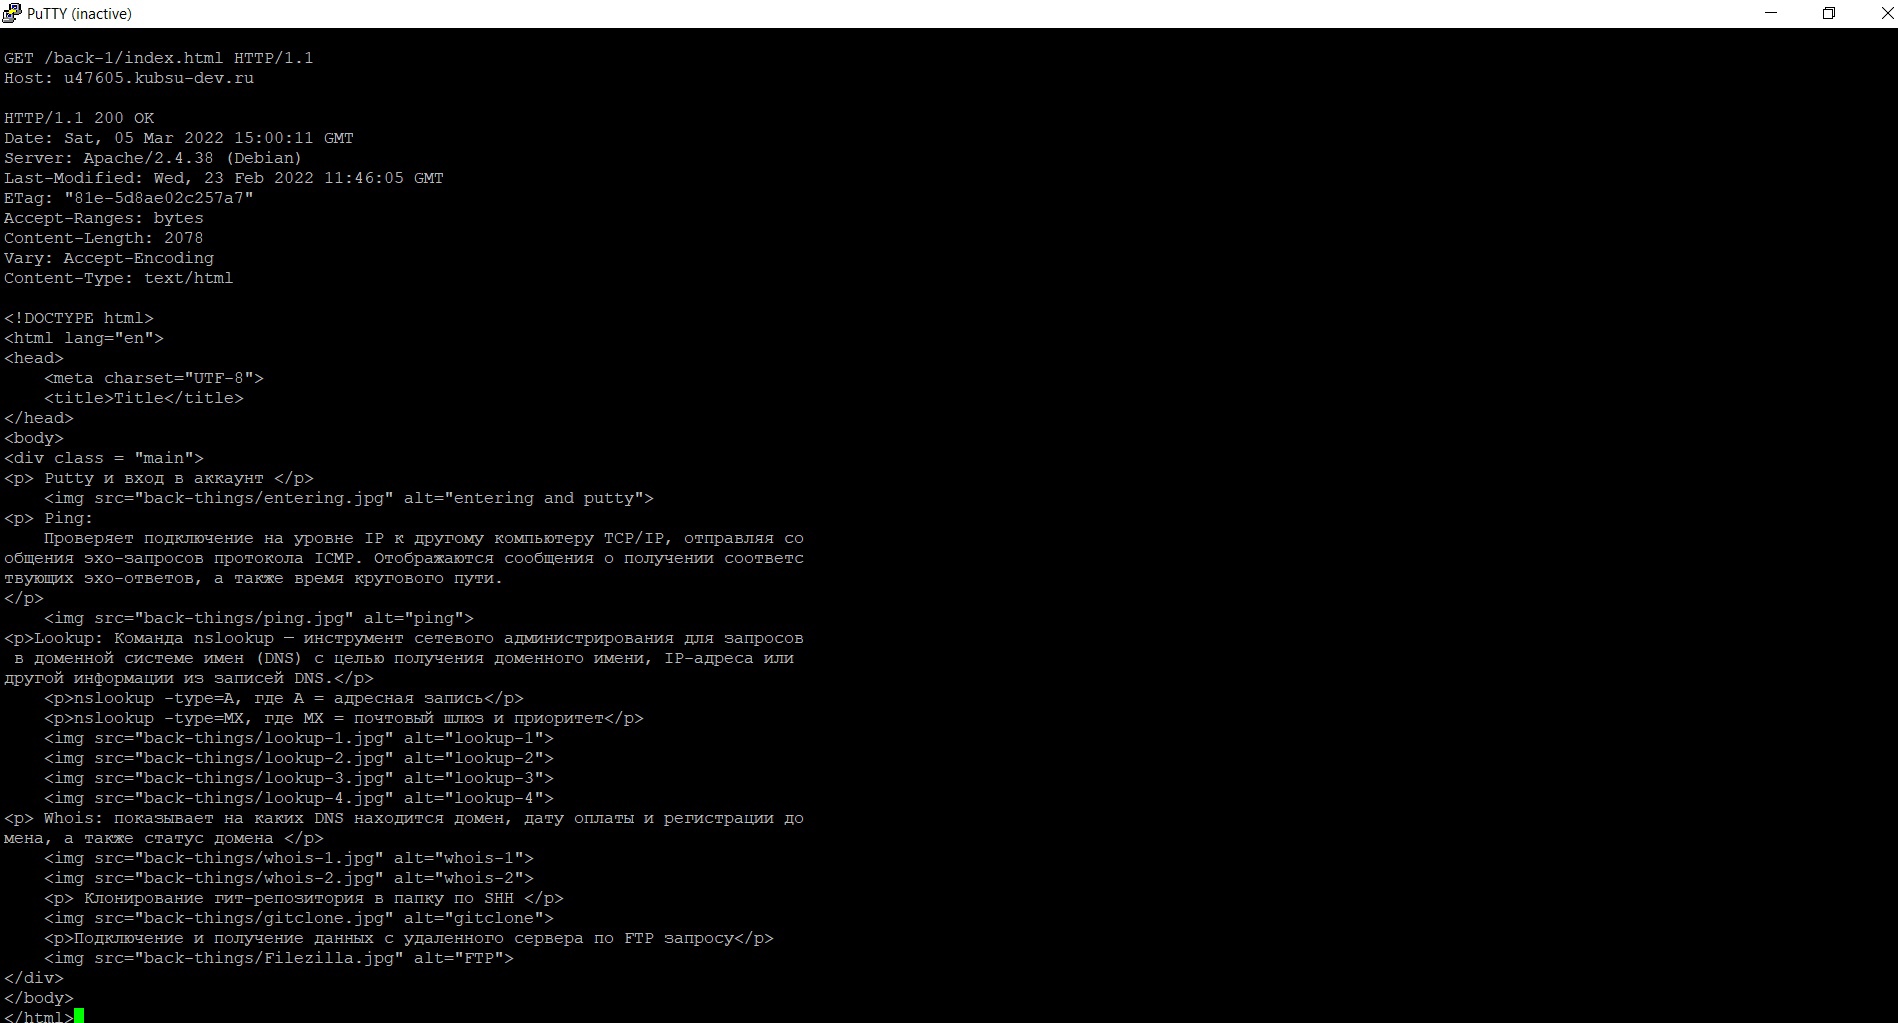 PuTTY (inactive)
GET /back-1/index.html HTTP/1.1
Host: u47605.kubsu-dev.ru
HTTP/1.1 200 OK
Date: Sat, 05 Mar 2022 15:00:11 GMT
Server: Apache/2.4.38 (Debian)
Last-Modified: Wed, 23 Feb 2022 11:46:05 GMT
ETag: "81e-5d8ae02c257a7"
Accept-Ranges: bytes
Content-Length: 2078
Vary: Accept-Encoding
Content-Type: text/html
<!DOCTYPE html>
<html lang="en">
<head>
    <meta charset="UTF-8">
    <title>Title</title>
</head>
<body>
<div class = "main">
<p> Putty и вход в аккаунт </p>
    <img src="back-things/entering.jpg" alt="entering and putty">
<p> Ping:
    Проверяет подключение на уровне IP к другому компьютеру TCP/IP, отправляя со
общения эхо-запросов протокола ICMP. Отображаются сообщения о получении соответс
твующих эхо-ответов, а также время кругового пути.
</p>
    <img src="back-things/ping.jpg" alt="ping">
<p>Lookup: Команда nslookup — инструмент сетевого администрирования для запросов
 в доменной системе имен (DNS) с целью получения доменного имени, IP-адреса или
другой информации из записей DNS.</p>
    <p>nslookup -type=A, где A = адресная запись</p>
    <p>nslookup -type=MX, где MX = почтовый шлюз и приоритет</p>
    <img src="back-things/lookup-1.jpg" alt="lookup-1">
    <img src="back-things/lookup-2.jpg" alt="lookup-2">
    <img src="back-things/lookup-3.jpg" alt="lookup-3">
    <img src="back-things/lookup-4.jpg" alt="lookup-4">
<p> Whois: показывает на каких DNS находится домен, дату оплаты и регистрации до
мена, а также статус домена </p>
    <img src="back-things/whois-1.jpg" alt="whois-1">
    <img src="back-things/whois-2.jpg" alt="whois-2">
    <p> Клонирование гит-репозитория в папку по SHH </p>
    <img src="back-things/gitclone.jpg" alt="gitclone">
    <p>Подключение и получение данных с удаленного сервера по FTP запросу</p>
    <img src="back-things/Filezilla.jpg" alt="FTP">
</div>
</body>
</html>